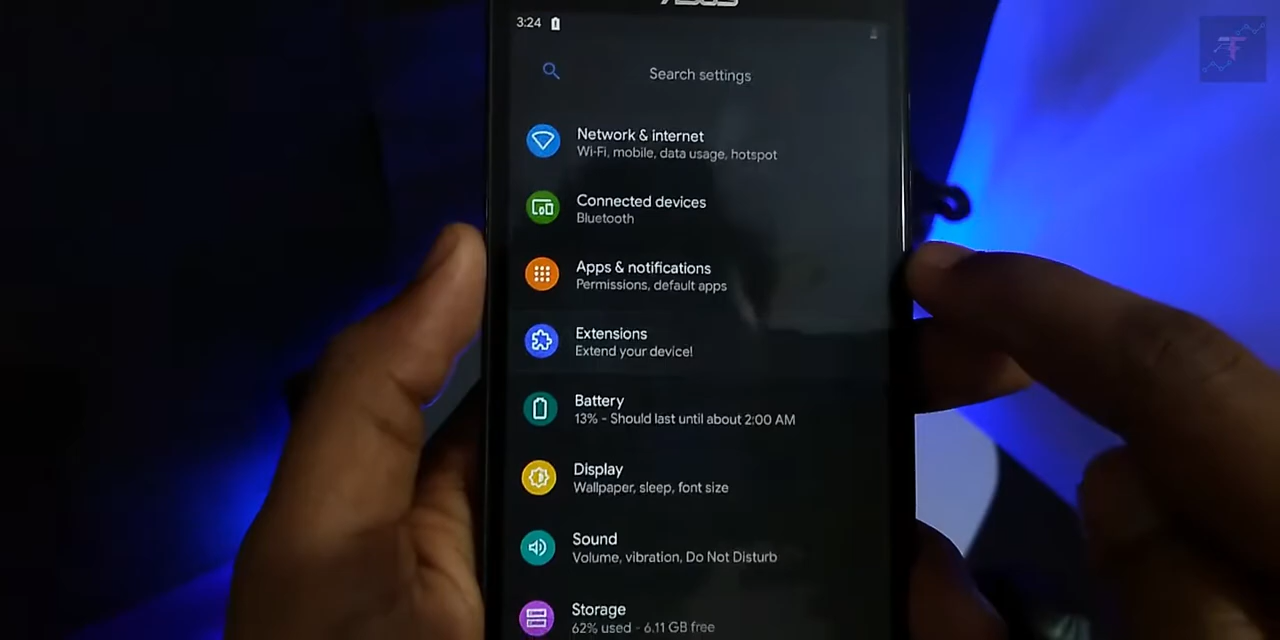 ASUS
3:24
Search settings
Network & internet
Wi-Fi, mobile, data usage, hotspot
Connected devices
Bluetooth
Apps & notifications
Permissions, default apps
Extensions
Extend your device!
Battery
13% - Should last until about 2:00 AM
Display
Wallpaper, sleep, font size
Sound
Volume, vibration, Do Not Disturb
Storage
62% used - 6.11 GB free